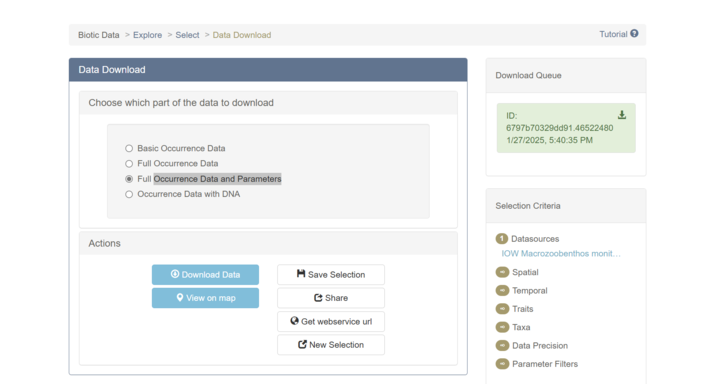 Biotic Data > Explore > Select > Data Download
Tutorial
Data Download
Choose which part of the data to download
Basic Occurrence Data
Full Occurrence Data
Full Occurrence Data and Parameters
Occurrence Data with DNA
Actions
Download Data
Save Selection
View on map
Share
Get webservice url
New Selection
Download Queue
ID:
6797b70329dd91.46522480
1/27/2025, 5:40:35 PM
Selection Criteria
1 Datasources
IOW Macrozoobenthos monit...
Spatial
Temporal
Traits
Taxa
Data Precision
Parameter Filters